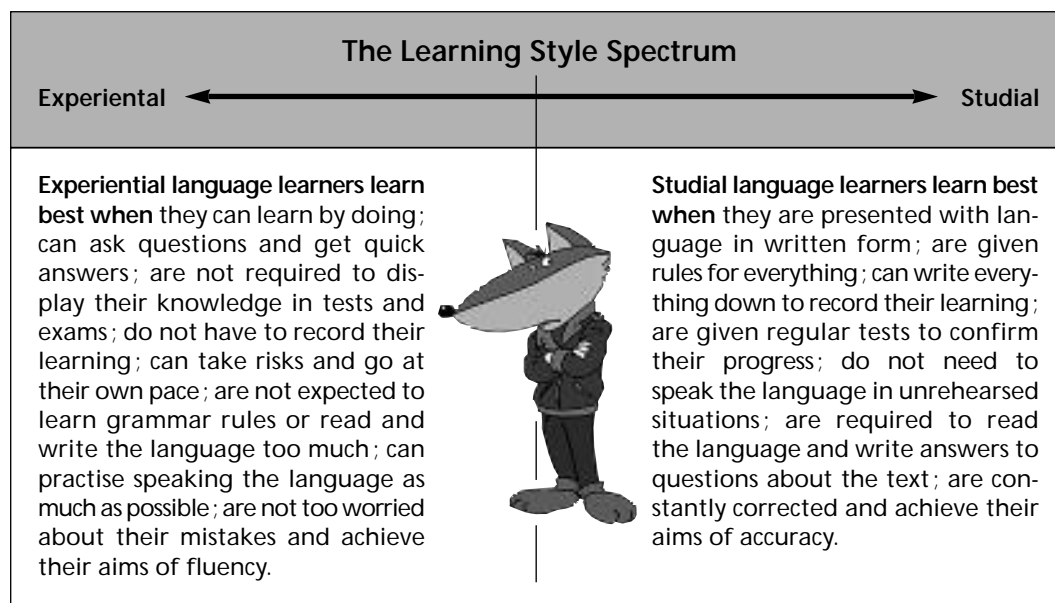 The Learning Style Spectrum
Experiental
Studial
Experiential language learners learn
best when they can learn by doing;
can ask questions and get quick
answers; are not required to dis-
play their knowledge in tests and
exams; do not have to record their
learning; can take risks and go at
their own pace; are not expected to
learn grammar rules or read and
write the language too much; can
practise speaking the language as
much as possible; are not too worried
about their mistakes and achieve
their aims of fluency.
Studial language learners learn best
when they are presented with lan-
guage in written form; are given
rules for everything; can write every-
thing down to record their learning;
are given regular tests to confirm
their progress; do not need to
speak the language in unrehearsed
situations; are required to read
the language and write answers to
questions about the text; are con-
stantly corrected and achieve their
aims of accuracy.